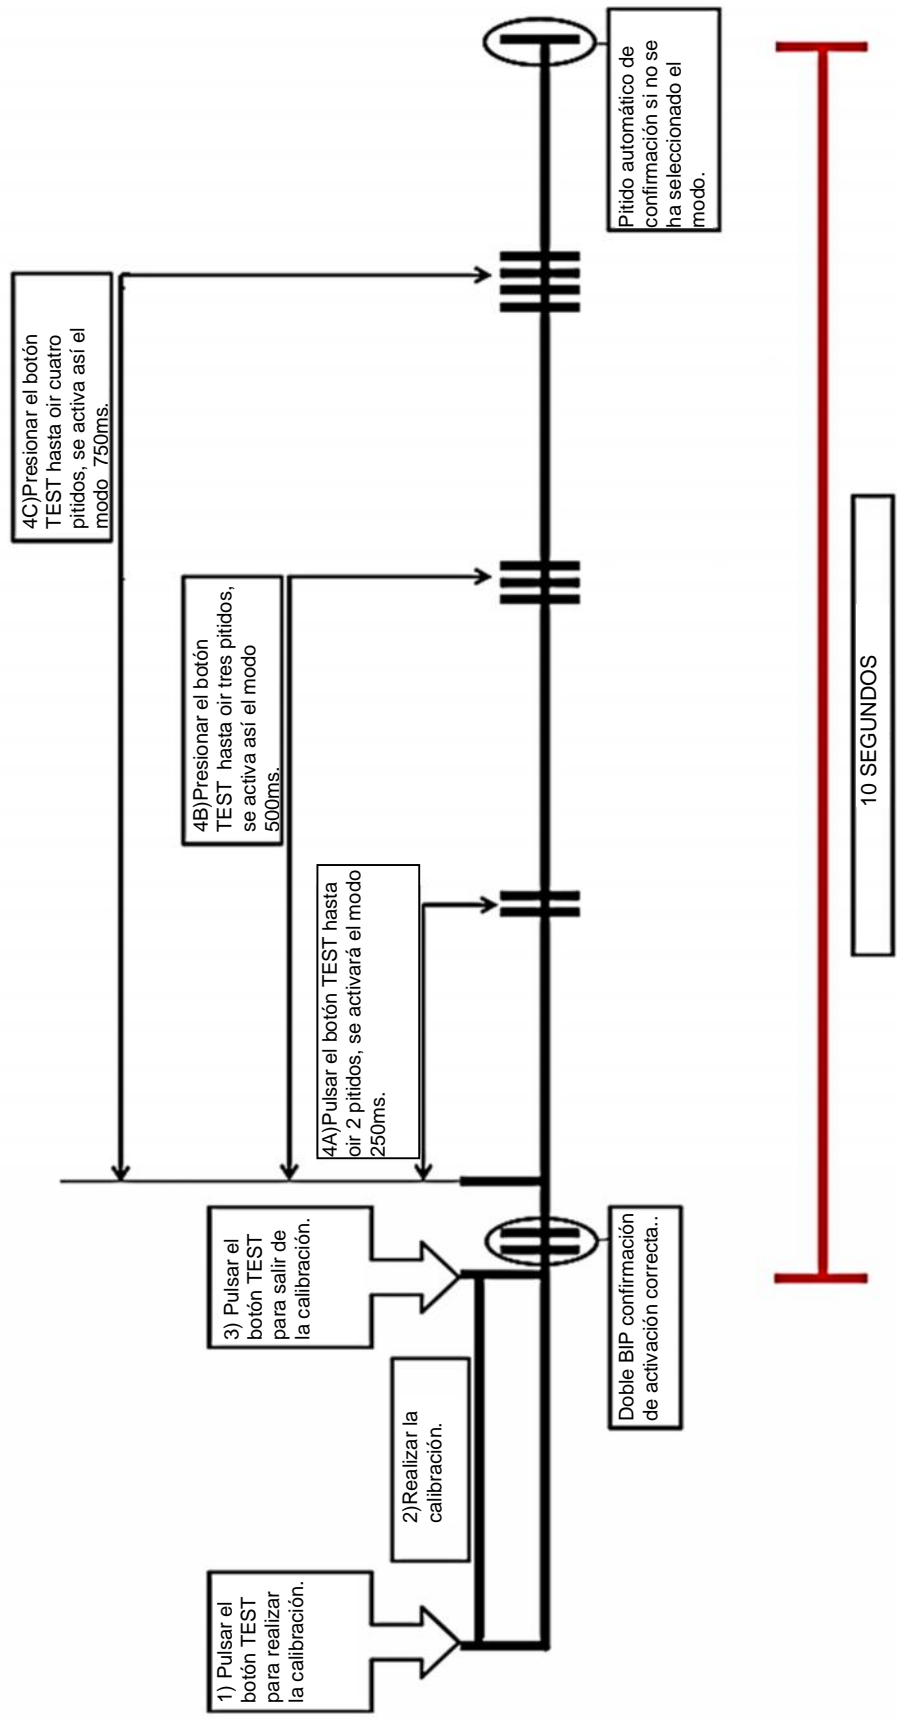 1) Pulsar el
botón TEST
para realizar
la calibración.
2)Realizar la
calibración.
3) Pulsar el
botón TEST
para salir de
la calibración.
Doble BIP confirmación
de activación correcta..
4A)Pulsar el botón TEST hasta
oir 2 pitidos, se activará el modo
250ms.
4B)Presionar el botón
TEST hasta oir tres pitidos,
se activa así el modo
500ms.
4C)Presionar el botón
TEST hasta oir cuatro
pitidos, se activa así el
modo 750ms.
Pitido automático de
confirmación si no se
ha seleccionado el
modo.
10 SEGUNDOS